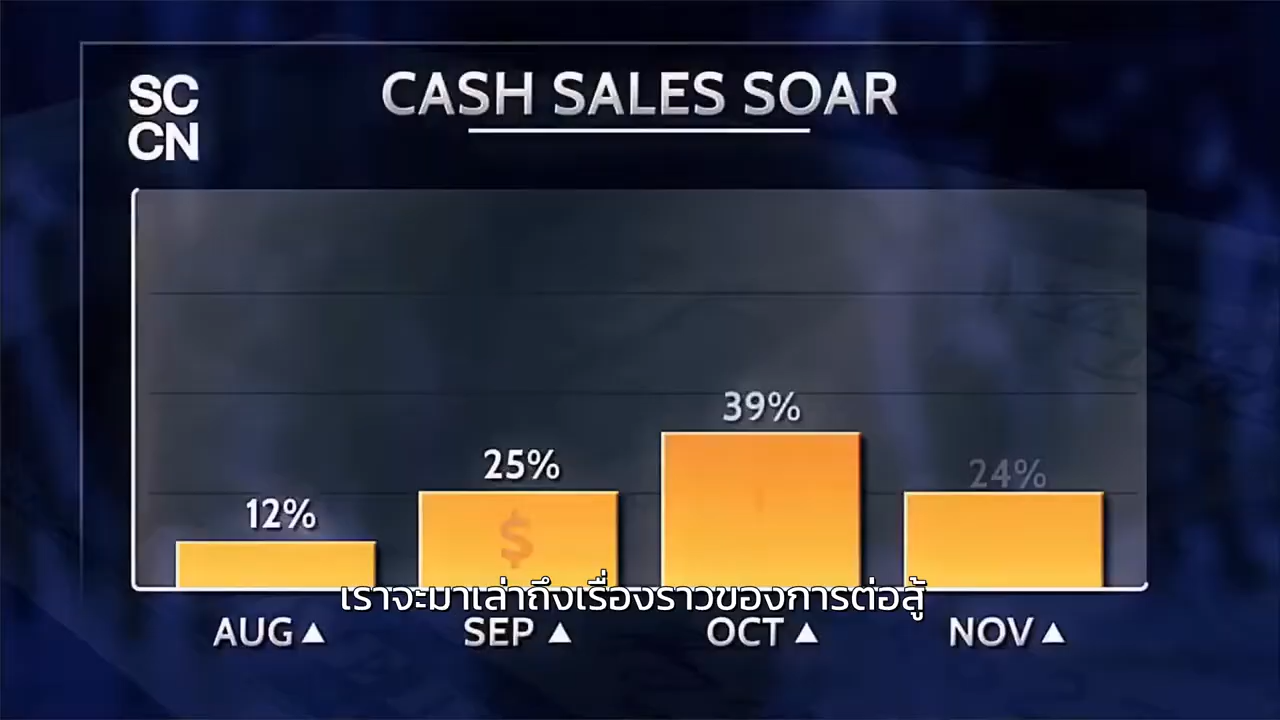 SC
CN
CASH SALES SOAR
39%
25%
24%
12%
$
เราจะมาเล่าถึงเรื่องราวของการต่อสู้
AUG▲ SEP ▲ OCT ▲ NOV▲